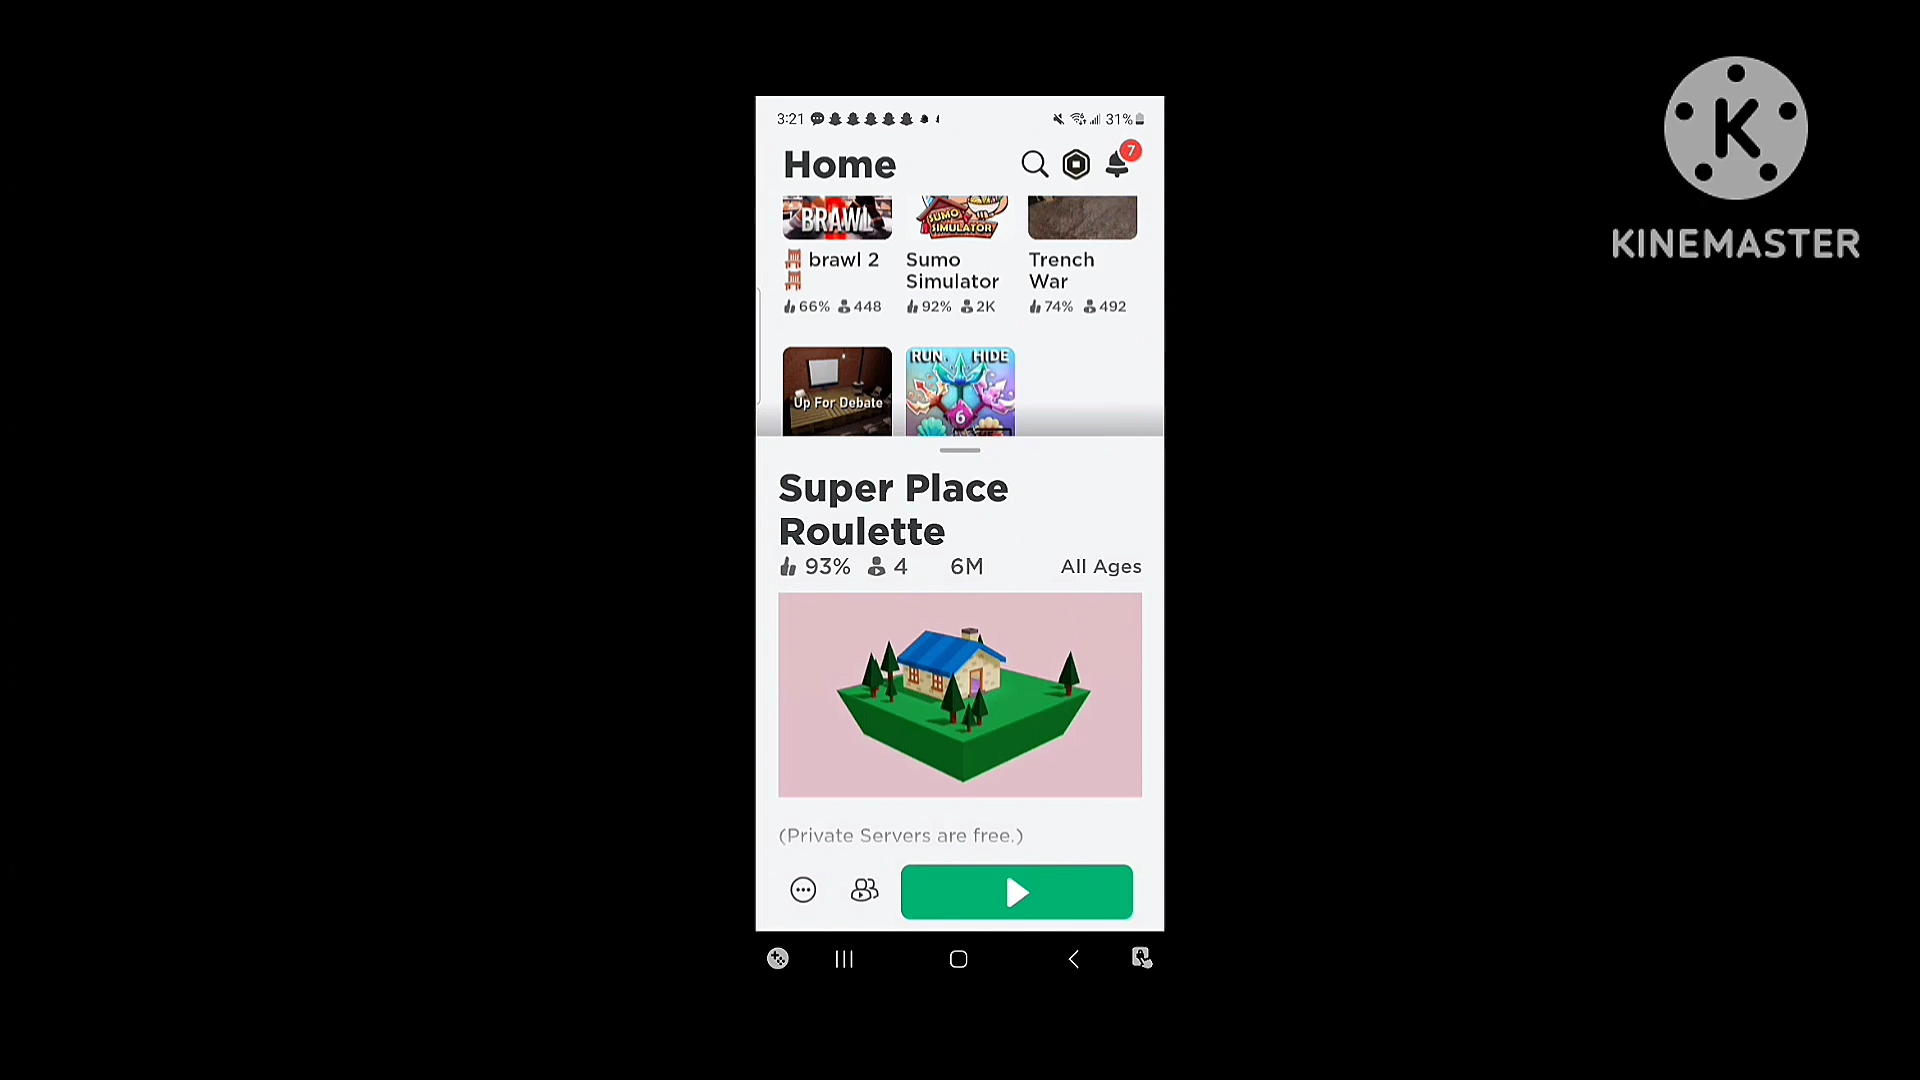 K
KINEMASTER
3:21
31%
Home
7
BRAWL
SUMO
SIMULATOR
brawl 2
Sumo
Simulator
Trench
War
66% 448
92% 2K
74% 492
Up For Debate
RUN. HIDE
6
Super Place
Roulette
93% 4 6M All Ages
(Private Servers are free.)